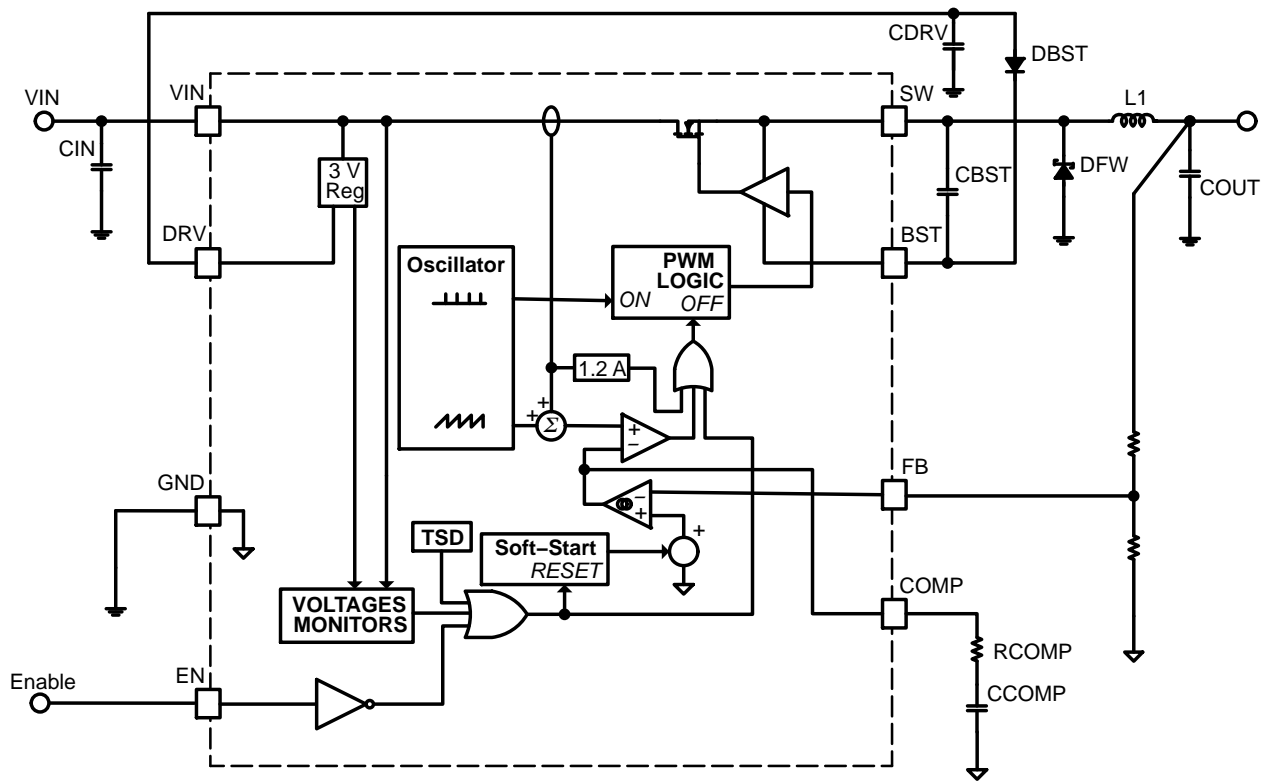 CDRV
DBST
VIN
VIN
SW
L1
CIN
3 V
Reg
CBST
DFW
COUT
DRV
BST
Oscillator
PWM
LOGIC
ON
OFF
1.2 A
+
+
Σ
+
−
GND
FB
−
+
+
TSD
Soft−Start
RESET
COMP
VOLTAGES
MONITORS
RCOMP
EN
Enable
CCOMP